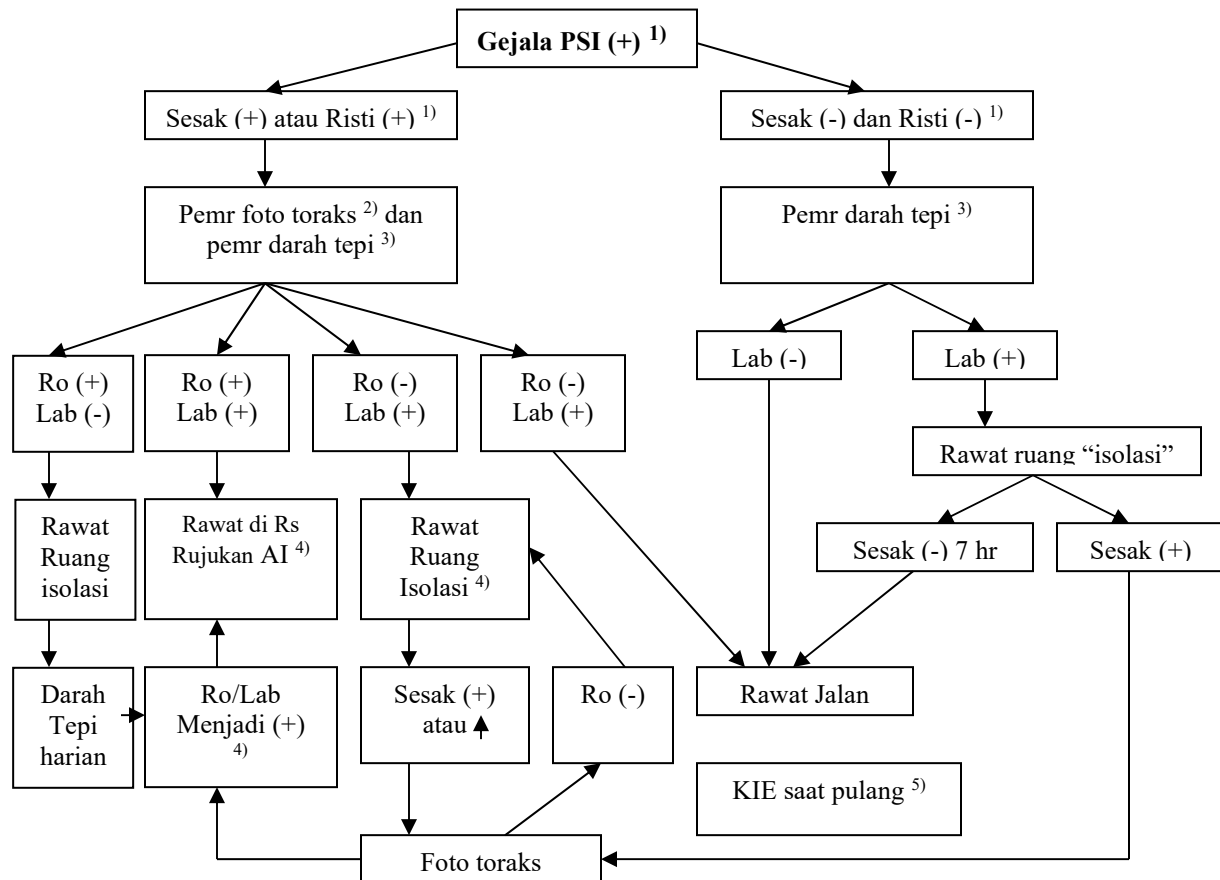 Gejala PSI (+) 1)
Sesak (+) atau Risti (+) 1)
Sesak (-) dan Risti (-) 1)
Pemr foto toraks 2) dan
pemr darah tepi 3)
Pemr darah tepi 3)
Lab (-)
Lab (+)
Ro (+)
Lab (-)
Ro (+)
Lab (+)
Ro (-)
Lab (+)
Ro (-)
Lab (+)
Rawat ruang “isolasi”
Rawat
Ruang
isolasi
Rawat di Rs
Rujukan AI 4)
Rawat
Ruang
Isolasi 4)
Sesak (-) 7 hr
Sesak (+)
Darah
Tepi
harian
Ro/Lab
Menjadi (+)
4)
Sesak (+)
atau
Ro (-)
Rawat Jalan
KIE saat pulang 5)
Foto toraks